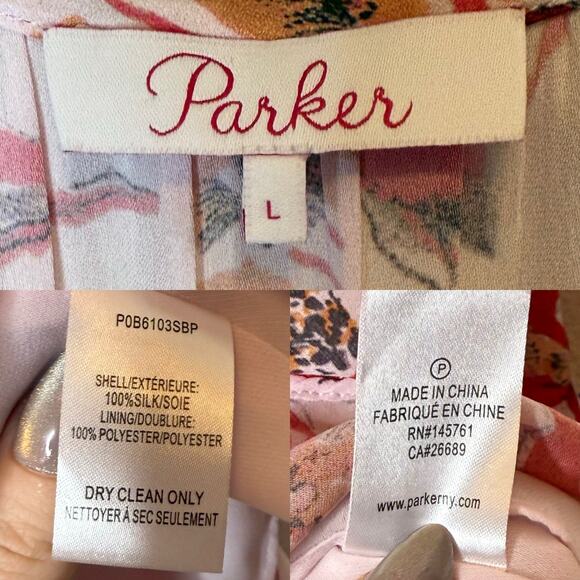 Parker
L
P0B6103SBP
SHELL/EXTÉRIEURE:
100%SILK/SOIE
LINING/DOUBLURE:
100% POLYESTER/POLYESTER
DRY CLEAN ONLY
NETTOYER À SEC SEULEMENT
P
MADE IN CHINA
FABRIQUÉ EN CHINE
RN#145761
CA#26689
www.parkerny.com